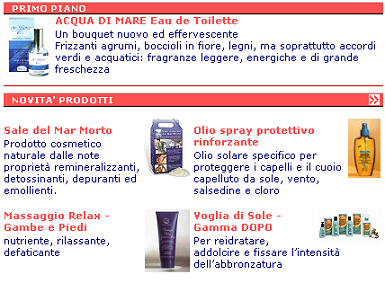 PRIMO PIANO
ACQUA DI MARE Eau de Toilette
Un bouquet nuovo ed effervescente
Frizzanti agrumi, boccioli in fiore, legni, ma soprattutto accordi
verdi e acquatici: fragranze leggere, energiche e di grande
freschezza
NOVITA' PRODOTTI
Sale del Mar Morto
Prodotto cosmetico
naturale dalle note
proprietà remineralizzanti,
detossinanti, depuranti ed
emollienti.
Olio spray protettivo
rinforzante
Olio solare specifico per
proteggere i capelli e il cuoio
capelluto da sole, vento,
salsedine e cloro
Massaggio Relax -
Gambe e Piedi
nutriente, rilassante,
defaticante
Voglia di Sole -
Gamma DOPO
Per reidratare,
addolcire e fissare l'intensità
dell'abbronzatura